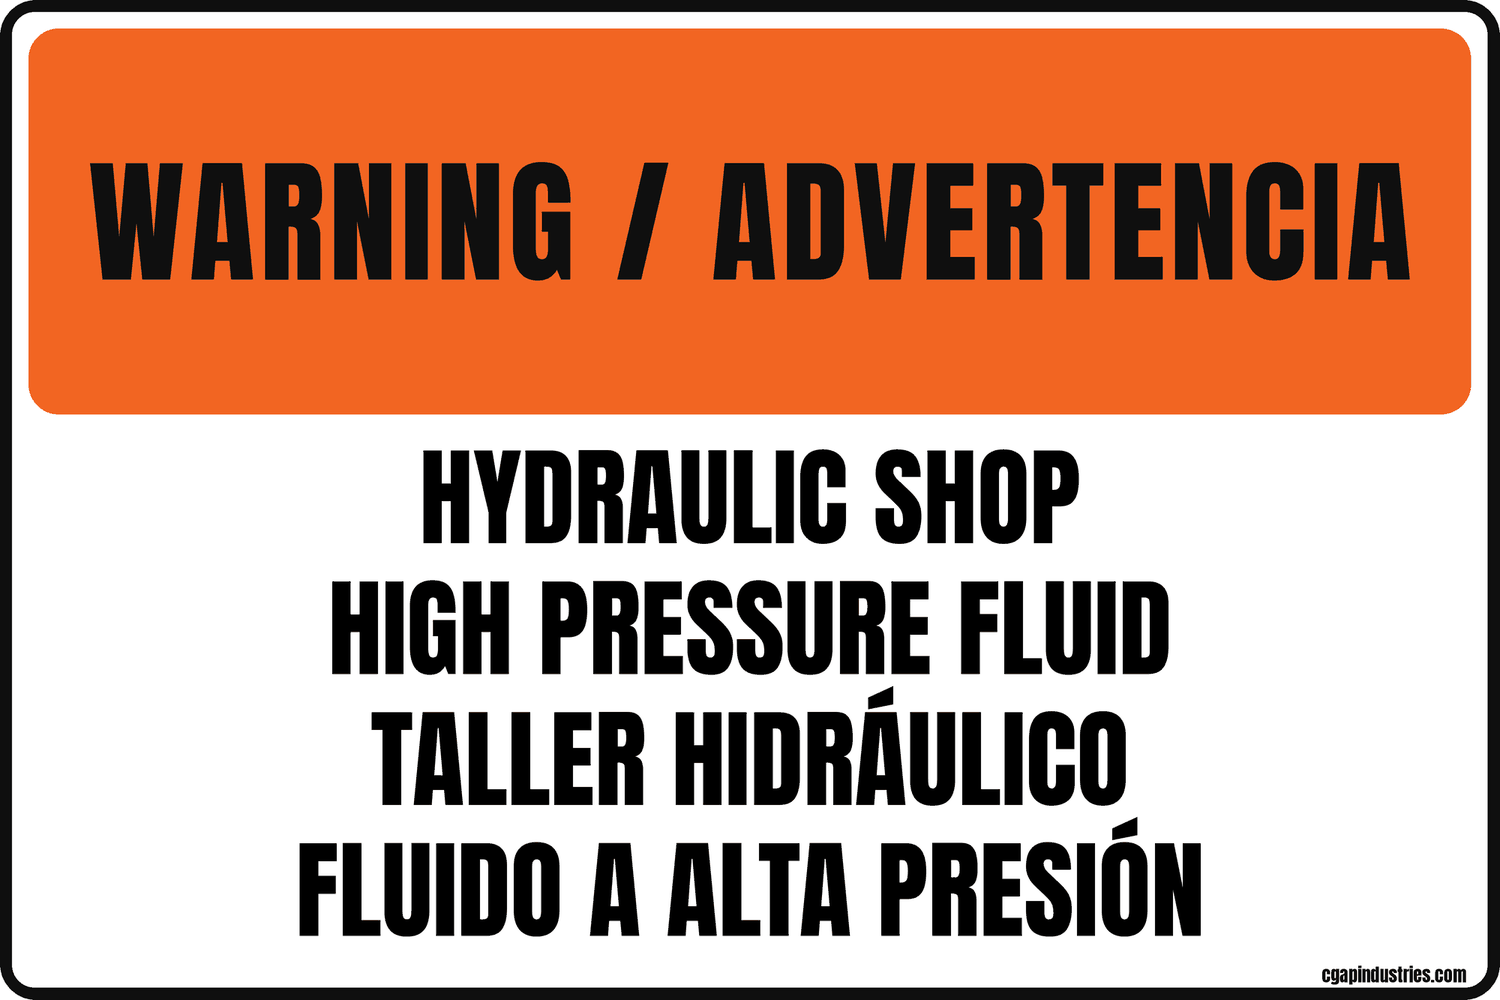 WARNING / ADVERTENCIA
HYDRAULIC SHOP
HIGH PRESSURE FLUID
TALLER HIDRÁULICO
FLUIDO A ALTA PRESIÓN
cgapindustries.com